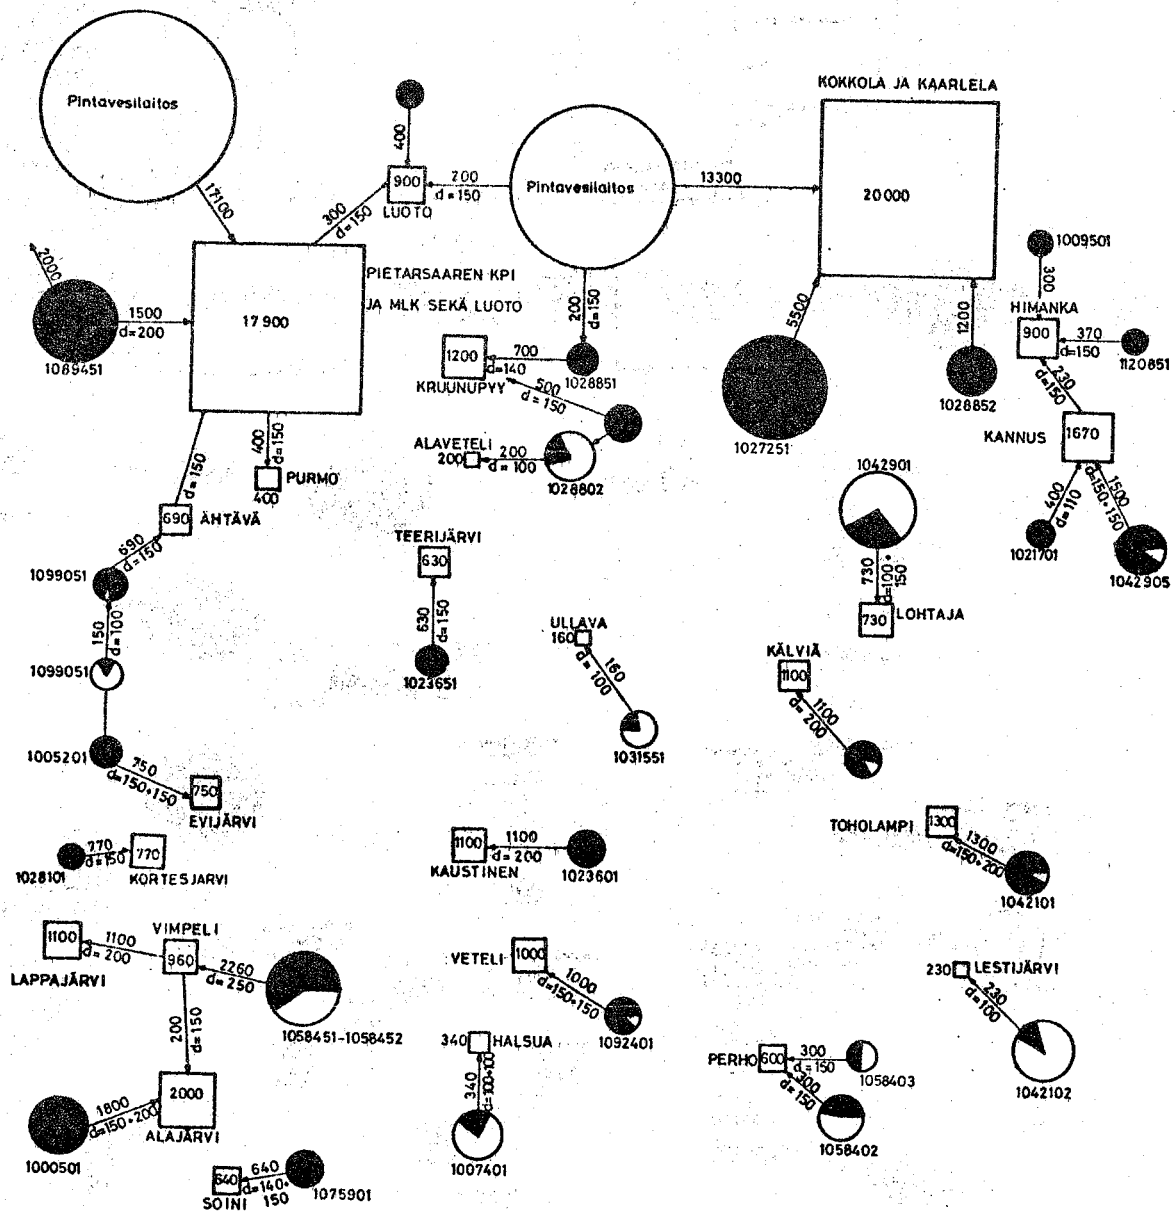 KOKKOLA JA KAARLELA
Pintavesilaitos
17100
400
900
LUOTO
200
d=150
300
d=150
Pintavesilaitos
13300
20 000
5500
1200
1027251
1028852
2000
1500
d=200
1089451
17 900
PIETARSAAREN KPI
JA MLK SEKÄ LUOTO
200
d=150
1200
700
d=140
1028851
KRUUNUPYY
500
d=150
ALAVETELI
200
200
d=100
1028802
1009501
300
HIMANKA
900
370
d=150
1120851
230
d=150
KANNUS
1670
400
d=110
1021701
1500
d=150+150
1042905
400
d=150
PURMO
400
d=150
690
ÄHTÄVÄ
690
d=150
1099051
150
d=100
1099051
1005201
750
d=150+150
750
EVIJÄRVI
TEERIJÄRVI
630
630
d=150
1023651
ULLAVA
160
160
d=100
1031551
1042901
730
d=100+
150
730
LOHTAJA
KÄLVIÄ
1100
1100
d=200
TOHOLAMPI
1300
1300
d=150+200
1042101
1028101
770
d=150
770
KORTESJÄRVI
1100
1100
d=200
LAPPAJÄRVI
VIMPELI
960
2260
d=250
1058451-1058452
200
d=150
2000
ALAJÄRVI
1800
d=150+200
1000501
640
SOINI
640
d=140+
150
1075901
1100
KAUSTINEN
1100
d=200
1023601
VETELI
1000
1000
d=150+150
1092401
340
HALSUA
340
d=100+100
1007401
230
LESTIJÄRVI
230
d=100
1042102
PERHO
600
300
d=150
1058403
300
d=150
1058402